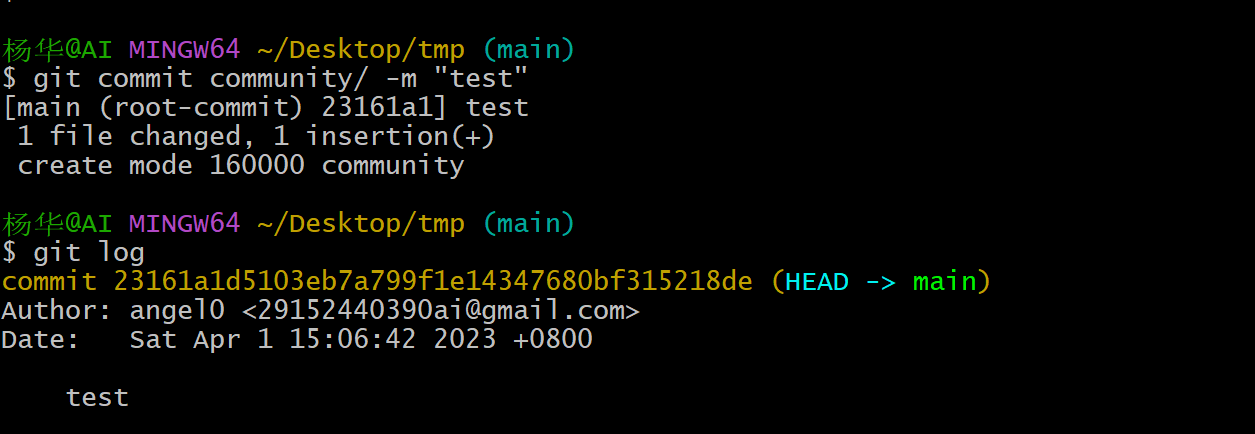 杨华@AI MINGW64 ~/Desktop/tmp (main)
$ git commit community/ -m "test"
[main (root-commit) 23161a1] test
 1 file changed, 1 insertion(+)
 create mode 160000 community
杨华@AI MINGW64 ~/Desktop/tmp (main)
$ git log
commit 23161a1d5103eb7a799f1e14347680bf315218de (HEAD -> main)
Author: angel0 <29152440390ai@gmail.com>
Date:   Sat Apr 1 15:06:42 2023 +0800
    test